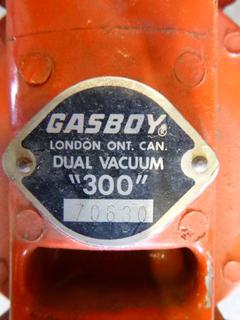 GASBOY®
LONDON ONT. CAN.
DUAL VACUUM
"300"
70630